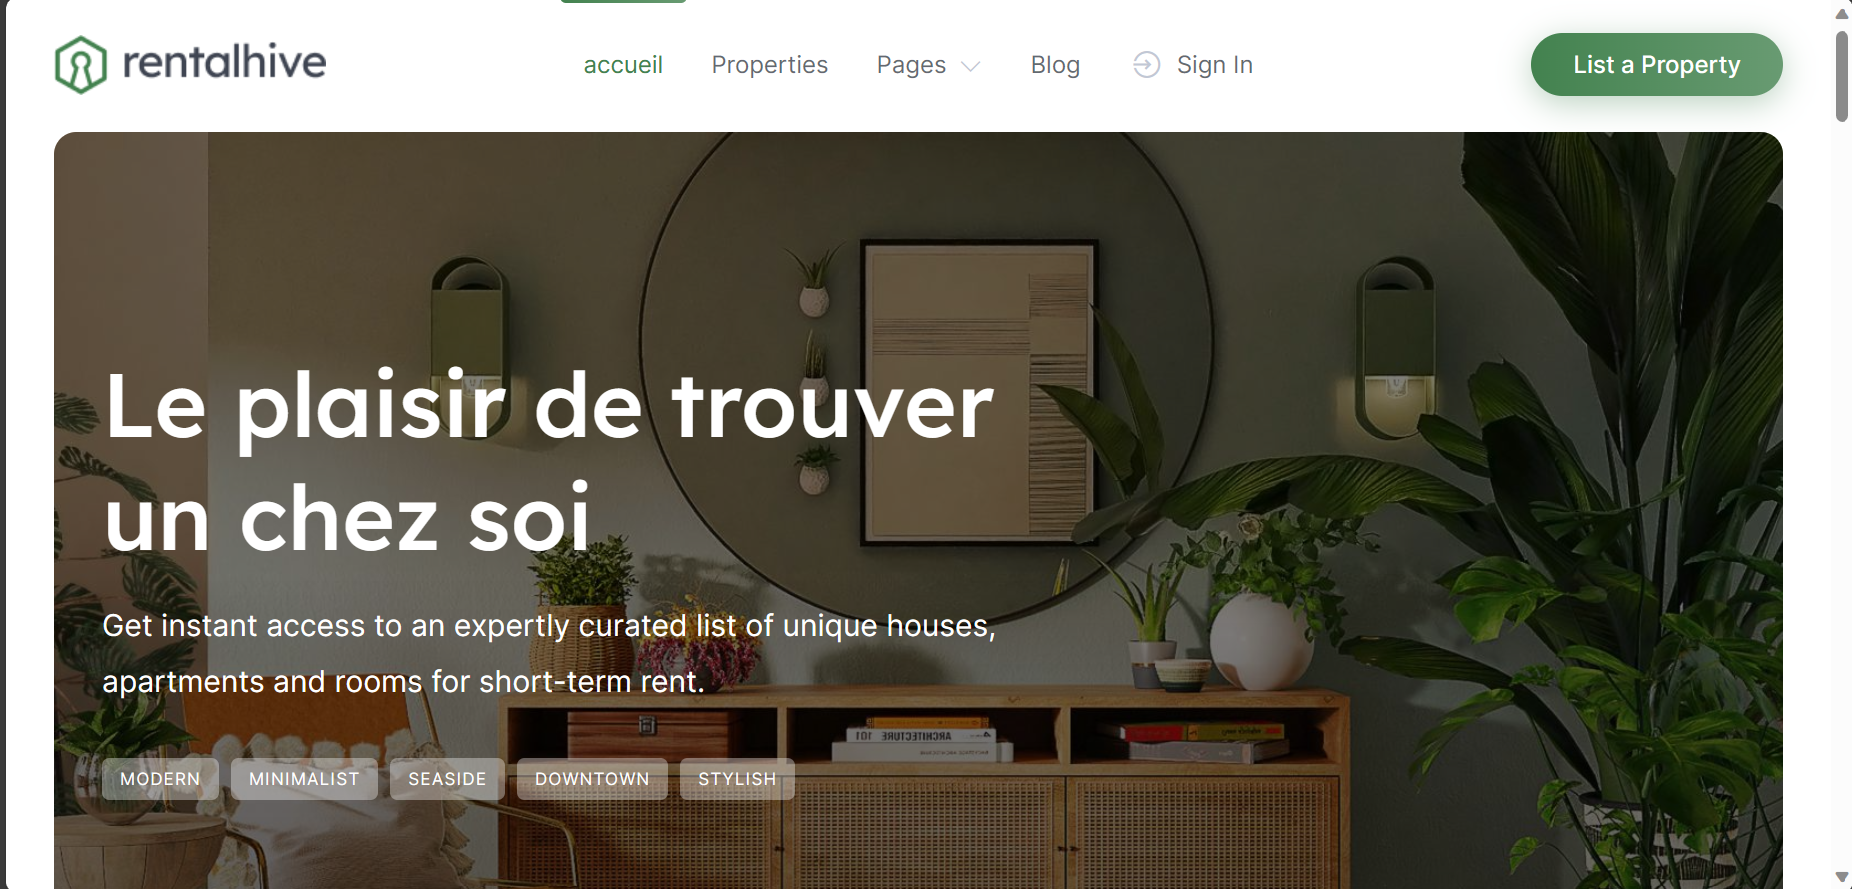 rentalhive
accueil Properties Pages Blog Sign In
List a Property
Le plaisir de trouver
un chez soi
Get instant access to an expertly curated list of unique houses,
apartments and rooms for short-term rent.
MODERN MINIMALIST SEASIDE DOWNTOWN STYLISH
ARCHITECTURE 101